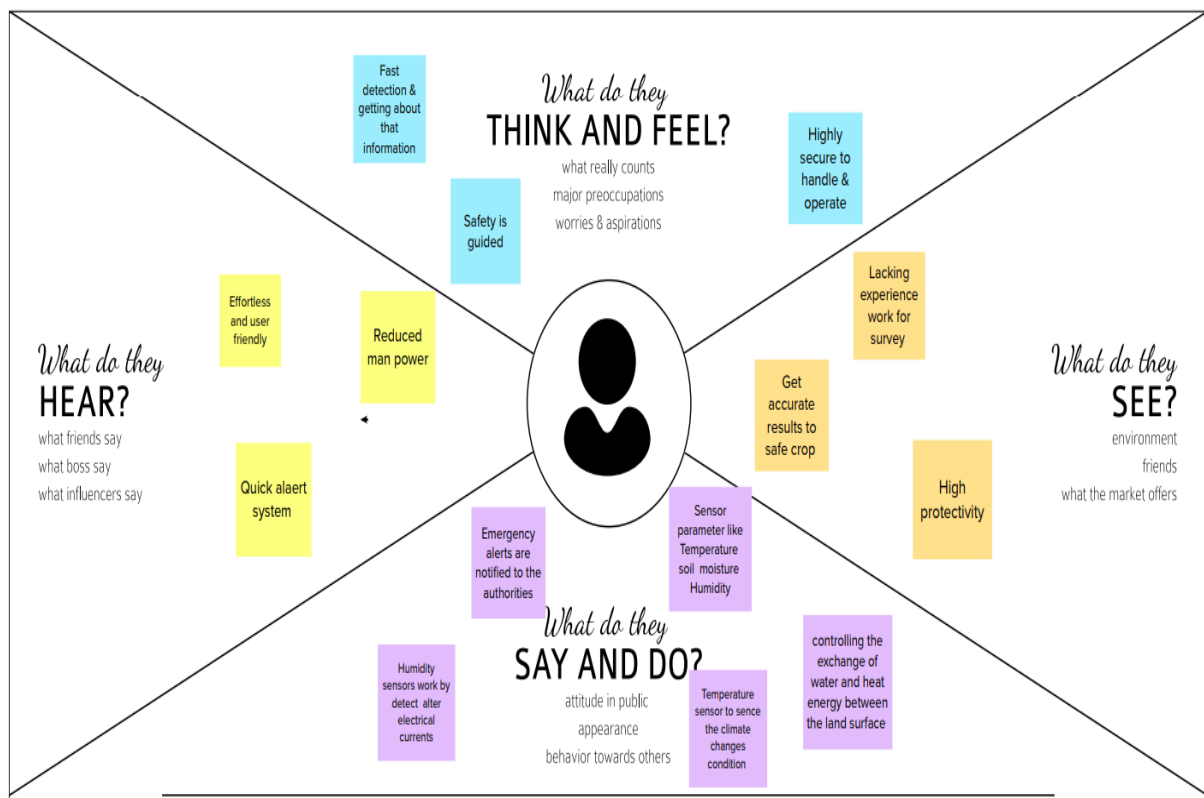 What do they
THINK AND FEEL?
what really counts
major preoccupations
worries & aspirations
Fast
detection &
getting about
that
information
Safety is
guided
Highly
secure to
handle &
operate
What do they
HEAR?
what friends say
what boss say
what influencers say
Effortless
and user
friendly
Reduced
man power
Quick alaert
system
What do they
SEE?
environment
friends
what the market offers
Lacking
experience
work for
survey
Get
accurate
results to
safe crop
High
protectivity
What do they
SAY AND DO?
attitude in public
appearance
behavior towards others
Emergency
alerts are
notified to the
authorities
Sensor
parameter like
Temperature
soil moisture
Humidity
Humidity
sensors work by
detect alter
electrical
currents
Temperature
sensor to sence
the climate
changes
condition
controlling the
exchange of
water and heat
energy between
the land surface